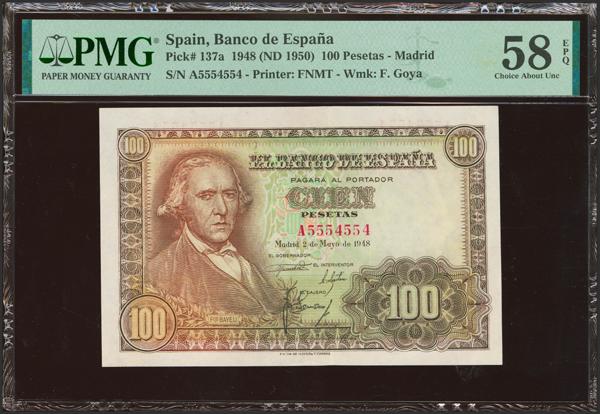 PMG
PAPER MONEY GUARANTY
Spain, Banco de España
Pick# 137a 1948 (ND 1950) 100 Pesetas - Madrid
S/N A5554554 - Printer: FNMT - Wmk: F. Goya
58 EPQ
Choice About Unc
100
100
EL BANCO DE ESPAÑA
PAGARÁ AL PORTADOR
CIEN
PESETAS
A5554554
Madrid 2 de Mayo de 1948
EL GOBERNADOR
EL INTERVENTOR
EL CAJERO
100
BAYEU
100